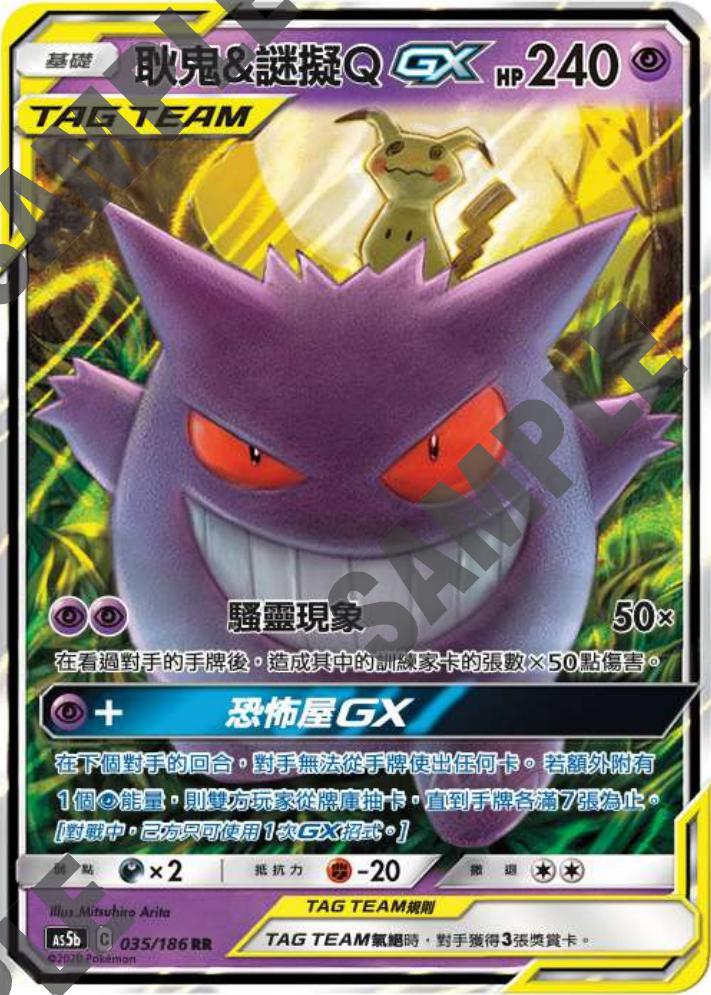 基礎 耿鬼&謎擬Q GX HP 240
TAG TEAM
騷靈現象 50×
在看過對手的手牌後，造成其中的訓練家卡的張數×50點傷害。
+ 恐怖屋GX
在下個對手的回合，對手無法從手牌使出任何卡。若額外附有
1個能量，則雙方玩家從牌庫抽卡，直到手牌各滿7張為止。
[對戰中，己方只可使用1次GX招式。]
弱點 ×2 抵抗力 -20 撤退
Illus. Mitsuhiro Arita
TAG TEAM規則
AS5b C 035/186 RR
TAG TEAM氣絕時，對手獲得3張獎賞卡。
©2020 Pokémon
SAMPLE
SAMPLE
SAMPLE